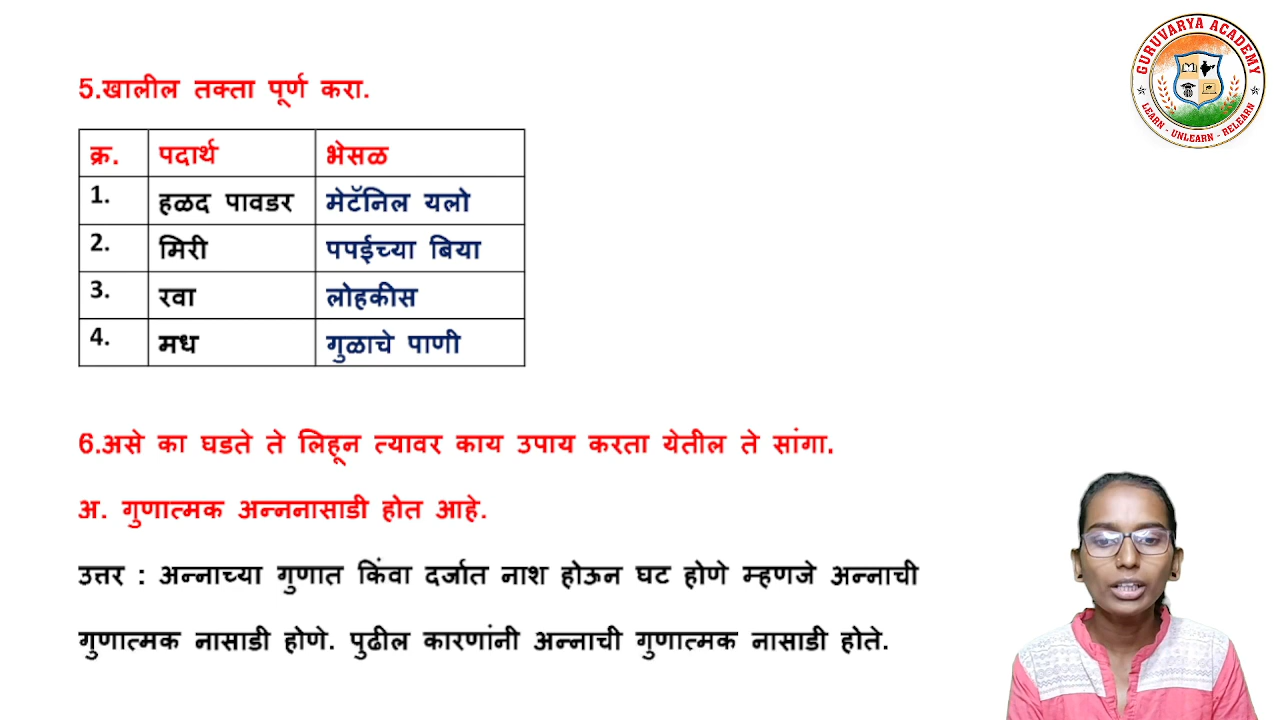 GURUVARYA ACADEMY
LEARN - UNLEARN - RELEARN
5.खालील तक्ता पूर्ण करा.
क्र. पदार्थ भेसळ
1. हळद पावडर मेटॅनिल यलो
2. मिरी पपईच्या बिया
3. रवा लोहकीस
4. मध गुळाचे पाणी
6.असे का घडते ते लिहून त्यावर काय उपाय करता येतील ते सांगा.
अ. गुणात्मक अन्ननासाडी होत आहे.
उत्तर : अन्नाच्या गुणात किंवा दर्जात नाश होऊन घट होणे म्हणजे अन्नाची
गुणात्मक नासाडी होणे. पुढील कारणांनी अन्नाची गुणात्मक नासाडी होते.